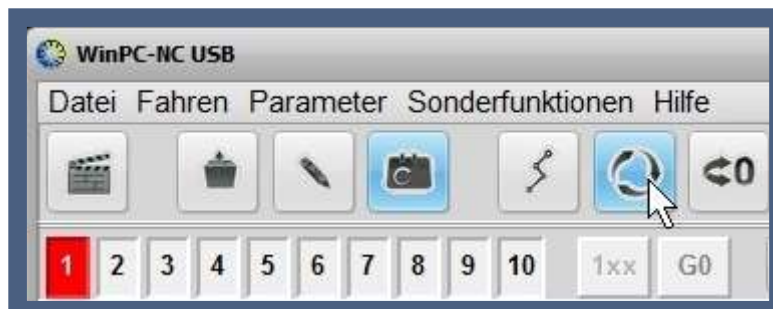 WinPC-NC USB
Datei Fahren Parameter Sonderfunktionen Hilfe
0
1 2 3 4 5 6 7 8 9 10 1xx G0